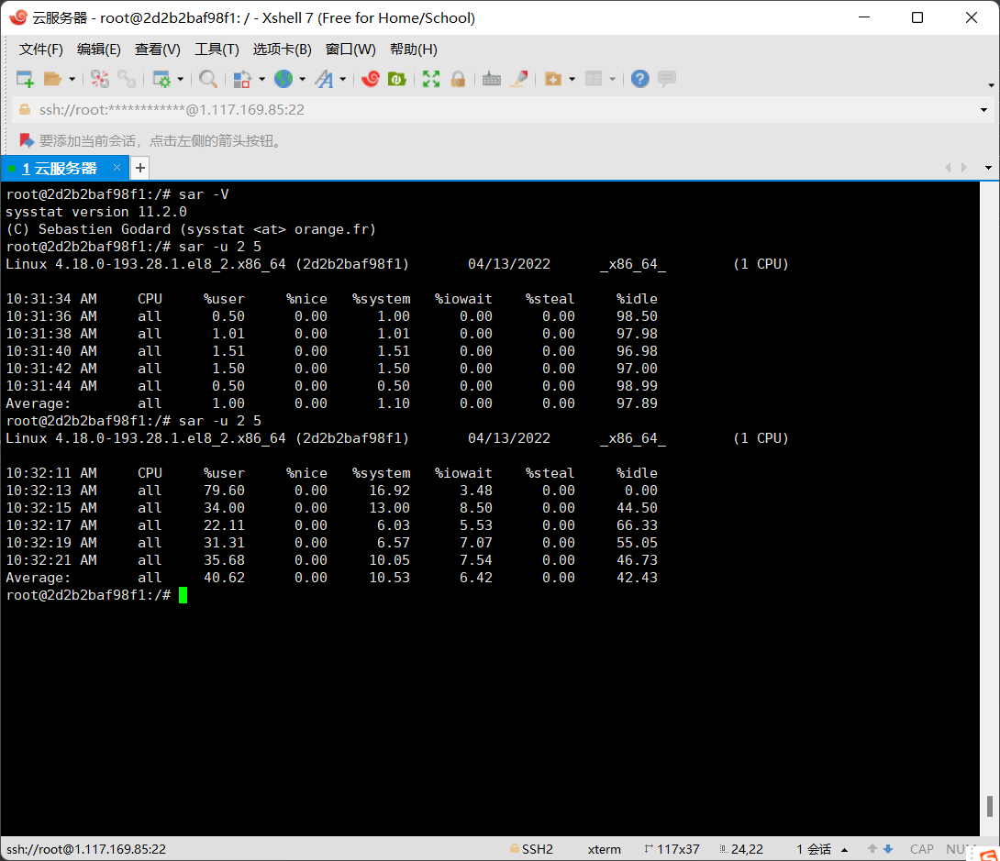 云服务器 - root@2d2b2baf98f1: / - Xshell 7 (Free for Home/School)
文件(F) 编辑(E) 查看(V) 工具(T) 选项卡(B) 窗口(W) 帮助(H)
ssh://root:************@1.117.169.85:22
要添加当前会话，点击左侧的箭头按钮。
1 云服务器 × +
root@2d2b2baf98f1:/# sar -V
sysstat version 11.2.0
(C) Sebastien Godard (sysstat <at> orange.fr)
root@2d2b2baf98f1:/# sar -u 2 5
Linux 4.18.0-193.28.1.el8_2.x86_64 (2d2b2baf98f1) 04/13/2022 _x86_64_ (1 CPU)
10:31:34 AM CPU %user %nice %system %iowait %steal %idle
10:31:36 AM all 0.50 0.00 1.00 0.00 0.00 98.50
10:31:38 AM all 1.01 0.00 1.01 0.00 0.00 97.98
10:31:40 AM all 1.51 0.00 1.51 0.00 0.00 96.98
10:31:42 AM all 1.50 0.00 1.50 0.00 0.00 97.00
10:31:44 AM all 0.50 0.00 0.50 0.00 0.00 98.99
Average: all 1.00 0.00 1.10 0.00 0.00 97.89
root@2d2b2baf98f1:/# sar -u 2 5
Linux 4.18.0-193.28.1.el8_2.x86_64 (2d2b2baf98f1) 04/13/2022 _x86_64_ (1 CPU)
10:32:11 AM CPU %user %nice %system %iowait %steal %idle
10:32:13 AM all 79.60 0.00 16.92 3.48 0.00 0.00
10:32:15 AM all 34.00 0.00 13.00 8.50 0.00 44.50
10:32:17 AM all 22.11 0.00 6.03 5.53 0.00 66.33
10:32:19 AM all 31.31 0.00 6.57 7.07 0.00 55.05
10:32:21 AM all 35.68 0.00 10.05 7.54 0.00 46.73
Average: all 40.62 0.00 10.53 6.42 0.00 42.43
root@2d2b2baf98f1:/#
ssh://root@1.117.169.85:22 SSH2 xterm 117x37 24,22 1 会话 CAP